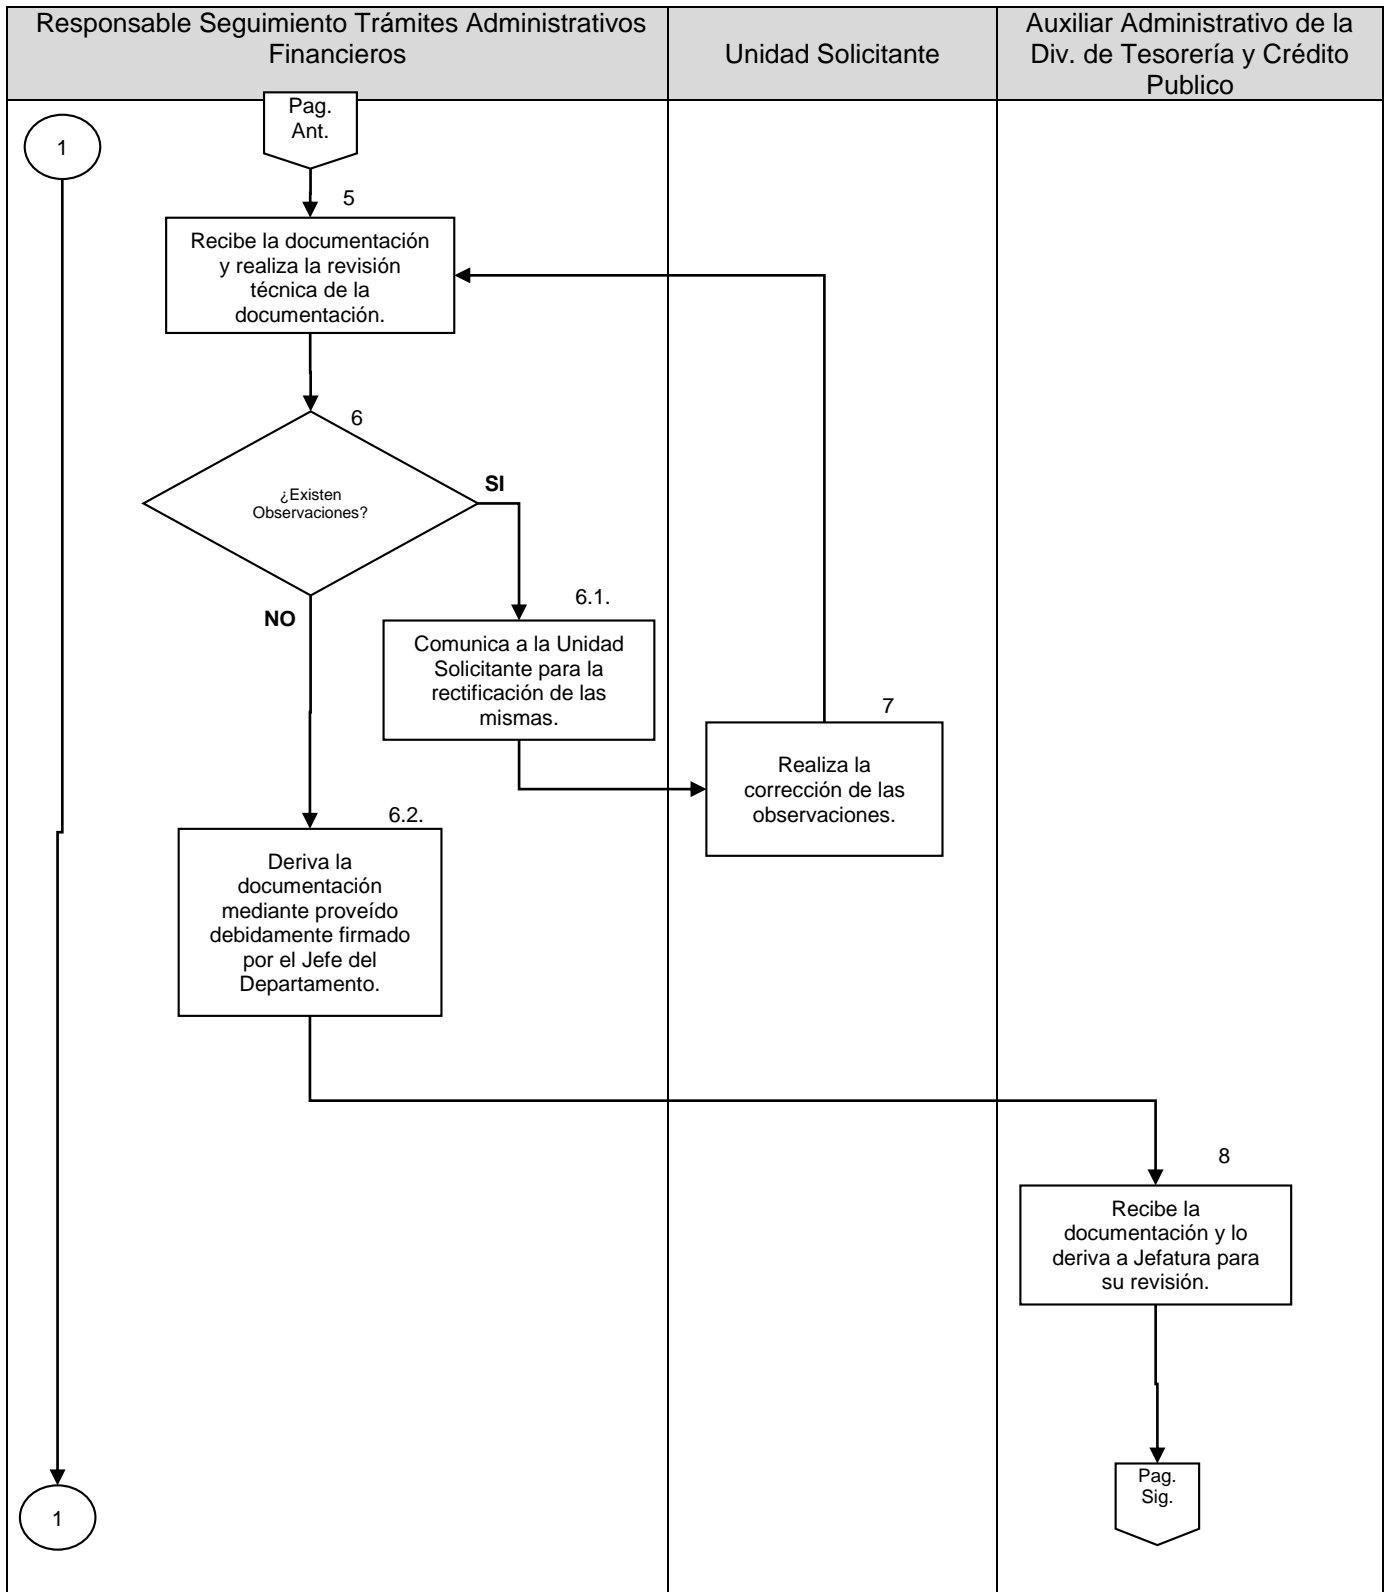 Responsable Seguimiento Trámites Administrativos
Financieros
Unidad Solicitante
Auxiliar Administrativo de la
Div. de Tesorería y Crédito
Publico
Pag.
Ant.
1
5
Recibe la documentación
y realiza la revisión
técnica de la
documentación.
6
¿Existen
Observaciones?
SI
NO
6.1.
Comunica a la Unidad
Solicitante para la
rectificación de las
mismas.
7
Realiza la
corrección de las
observaciones.
6.2.
Deriva la
documentación
mediante proveído
debidamente firmado
por el Jefe del
Departamento.
8
Recibe la
documentación y lo
deriva a Jefatura para
su revisión.
Pag.
Sig.
1